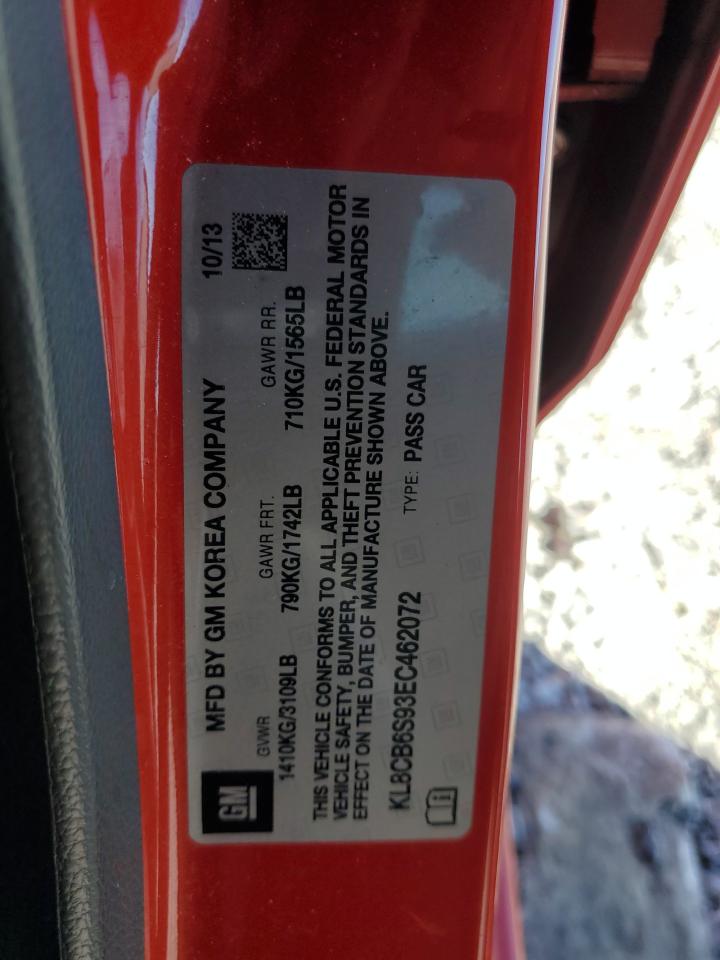 GM
MFD BY GM KOREA COMPANY 10/13
GVWR GAWR FRT. GAWR RR.
1410KG/3109LB 790KG/1742LB 710KG/1565LB
THIS VEHICLE CONFORMS TO ALL APPLICABLE U.S. FEDERAL MOTOR
VEHICLE SAFETY, BUMPER, AND THEFT PREVENTION STANDARDS IN
EFFECT ON THE DATE OF MANUFACTURE SHOWN ABOVE.
KL8CB6S93EC462072 TYPE: PASS CAR